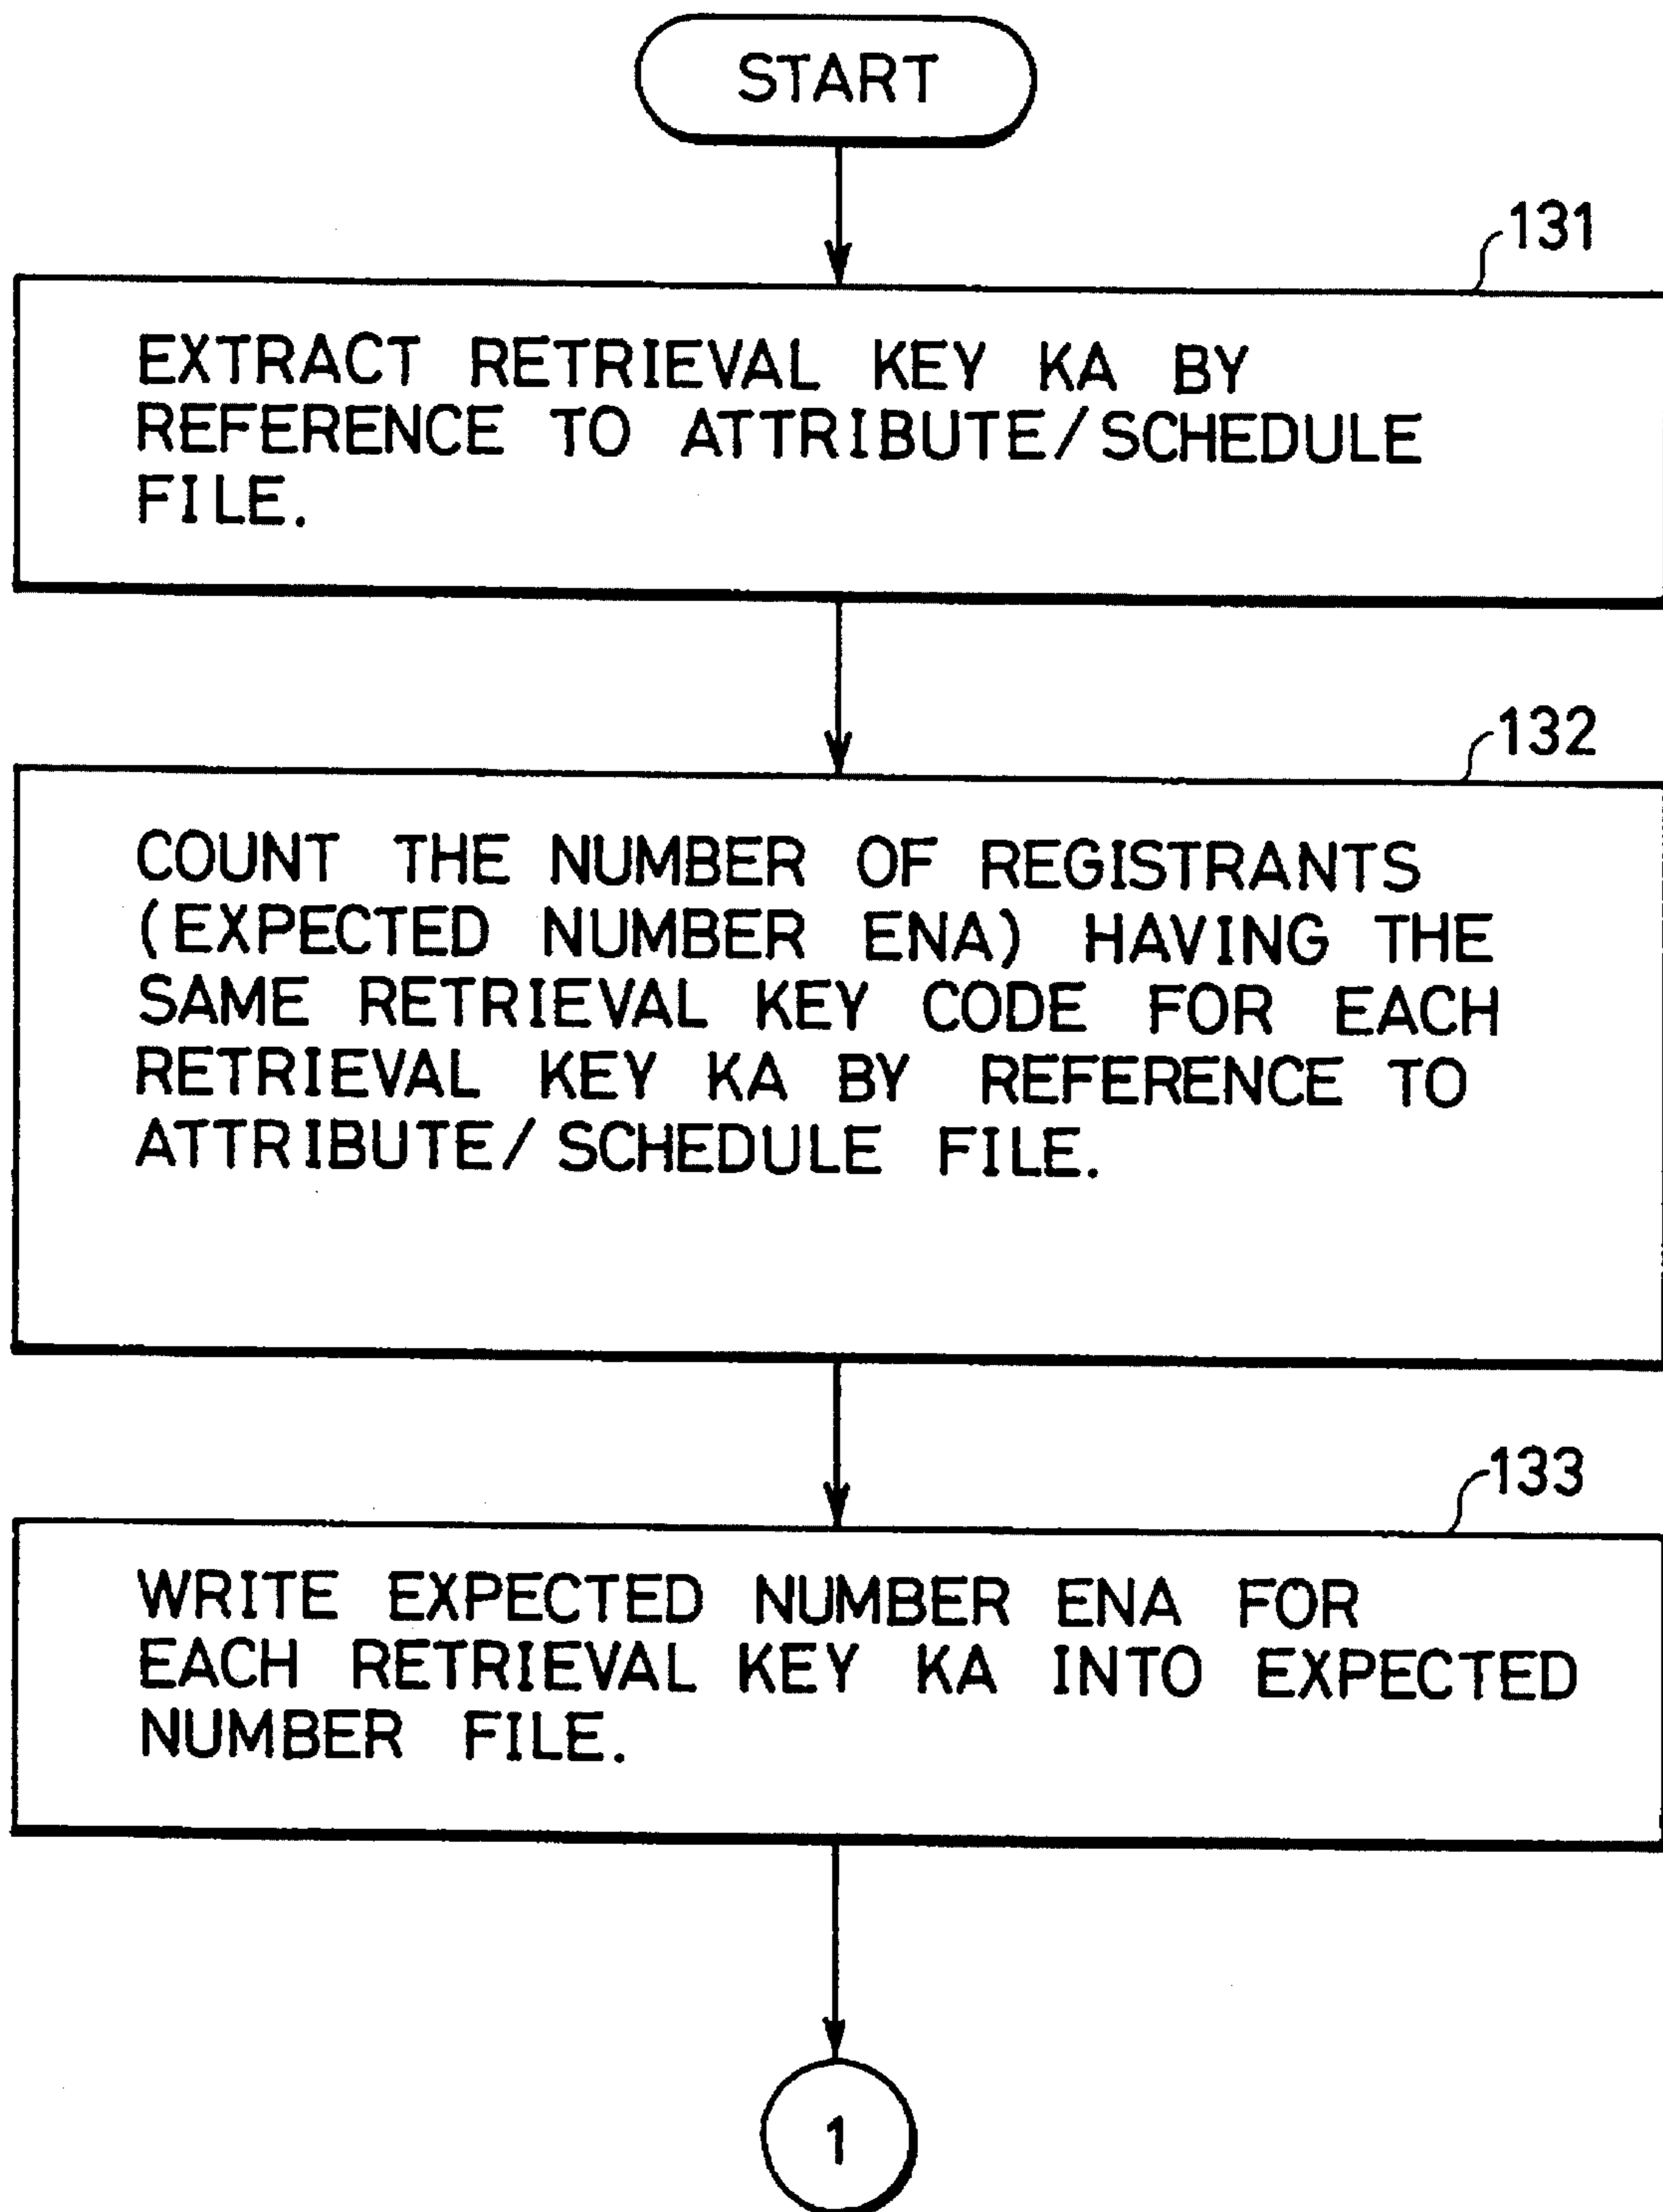 START
131
EXTRACT RETRIEVAL KEY KA BY
REFERENCE TO ATTRIBUTE/SCHEDULE
FILE.
132
COUNT THE NUMBER OF REGISTRANTS
(EXPECTED NUMBER ENA) HAVING THE
SAME RETRIEVAL KEY CODE FOR EACH
RETRIEVAL KEY KA BY REFERENCE TO
ATTRIBUTE/SCHEDULE FILE.
133
WRITE EXPECTED NUMBER ENA FOR
EACH RETRIEVAL KEY KA INTO EXPECTED
NUMBER FILE.
1